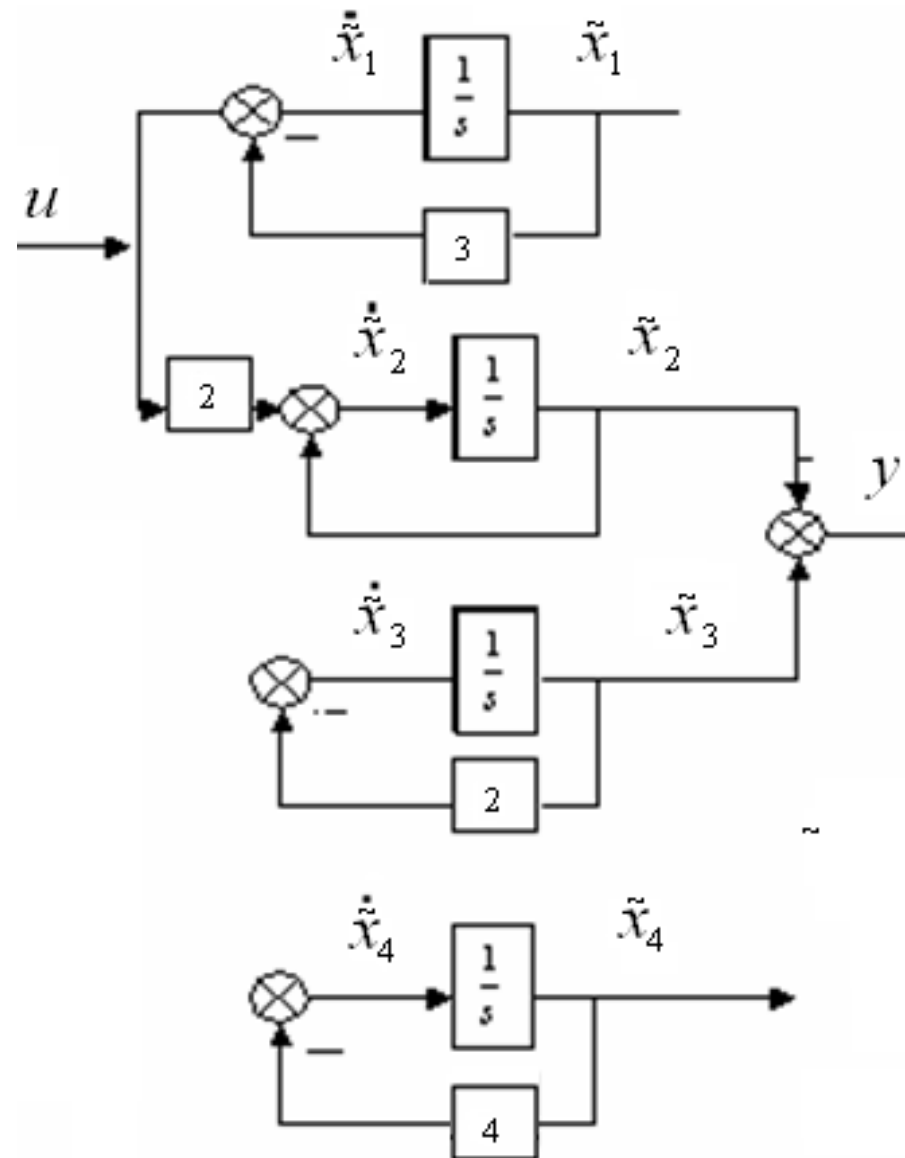 ẋ̃₁ 1/s x̃₁
u
3
ẋ̃₂ 1/s x̃₂
2
y
ẋ̃₃ 1/s x̃₃
2
ẋ̃₄ 1/s x̃₄
4